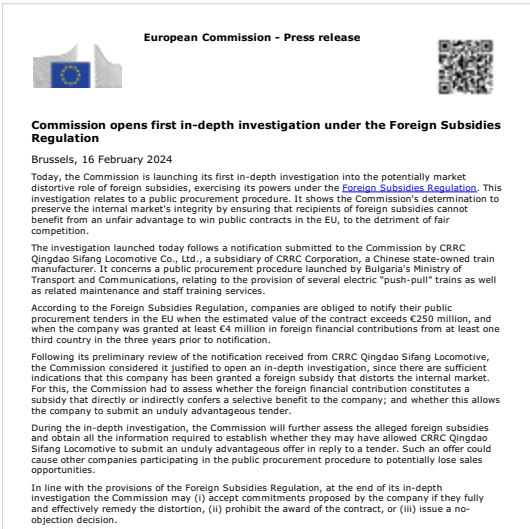 European Commission - Press release
Commission opens first in-depth investigation under the Foreign Subsidies
Regulation
Brussels, 16 February 2024
Today, the Commission is launching its first in-depth investigation into the potentially market
distortive role of foreign subsidies, exercising its powers under the Foreign Subsidies Regulation. This
investigation relates to a public procurement procedure. It shows the Commission's determination to
preserve the internal market's integrity by ensuring that recipients of foreign subsidies cannot
benefit from an unfair advantage to win public contracts in the EU, to the detriment of fair
competition.
The investigation launched today follows a notification submitted to the Commission by CRRC
Qingdao Sifang Locomotive Co., Ltd., a subsidiary of CRRC Corporation, a Chinese state-owned train
manufacturer. It concerns a public procurement procedure launched by Bulgaria's Ministry of
Transport and Communications, relating to the provision of several electric "push-pull" trains as well
as related maintenance and staff training services.
According to the Foreign Subsidies Regulation, companies are obliged to notify their public
procurement tenders in the EU when the estimated value of the contract exceeds €250 million, and
when the company was granted at least €4 million in foreign financial contributions from at least one
third country in the three years prior to notification.
Following its preliminary review of the notification received from CRRC Qingdao Sifang Locomotive,
the Commission considered it justified to open an in-depth investigation, since there are sufficient
indications that this company has been granted a foreign subsidy that distorts the internal market.
For this, the Commission had to assess whether the foreign financial contribution constitutes a
subsidy that directly or indirectly confers a selective benefit to the company; and whether this allows
the company to submit an unduly advantageous tender.
During the in-depth investigation, the Commission will further assess the alleged foreign subsidies
and obtain all the information required to establish whether they may have allowed CRRC Qingdao
Sifang Locomotive to submit an unduly advantageous offer in reply to a tender. Such an offer could
cause other companies participating in the public procurement procedure to potentially lose sales
opportunities.
In line with the provisions of the Foreign Subsidies Regulation, at the end of its in-depth
investigation the Commission may (i) accept commitments proposed by the company if they fully
and effectively remedy the distortion, (ii) prohibit the award of the contract, or (iii) issue a no-
objection decision.